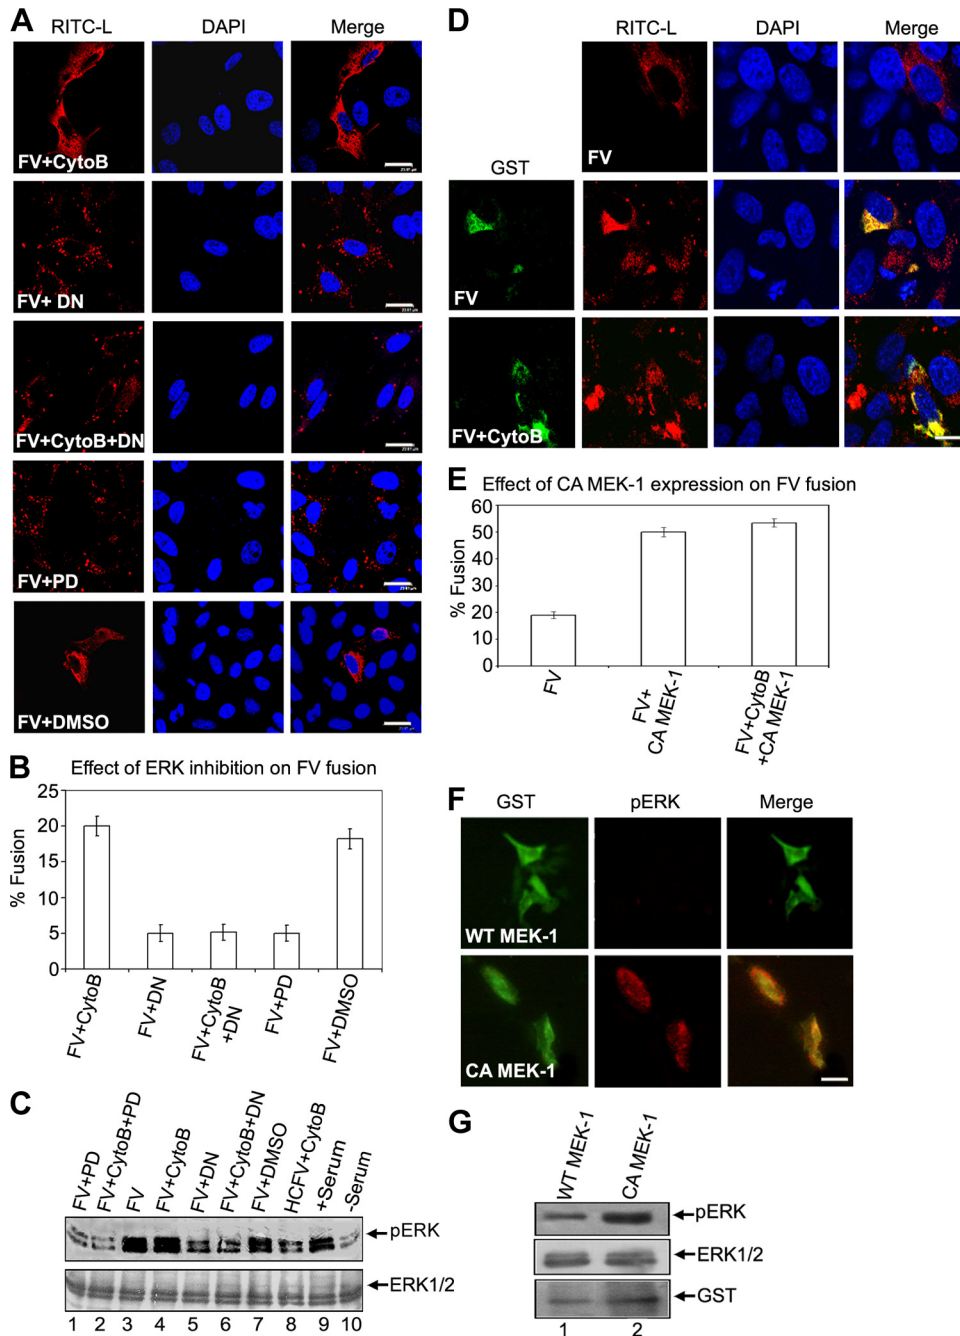 A
RITC-L DAPI Merge
FV+CytoB
FV+ DN
FV+CytoB+DN
FV+PD
FV+DMSO
B
Effect of ERK inhibition on FV fusion
% Fusion
25
20
15
10
5
0
FV+CytoB
FV+DN
FV+CytoB
+DN
FV+PD
FV+DMSO
C
FV+PD
FV+CytoB+PD
FV
FV+CytoB
FV+DN
FV+CytoB+DN
FV+DMSO
HCFV+CytoB
+Serum
-Serum
pERK
ERK1/2
1 2 3 4 5 6 7 8 9 10
D
RITC-L DAPI Merge
FV
GST
FV
FV+CytoB
E
Effect of CA MEK-1 expression on FV fusion
% Fusion
60
50
40
30
20
10
0
FV
FV+
CA MEK-1
FV+CytoB
+CA MEK-1
F
GST pERK Merge
WT MEK-1
CA MEK-1
G
WT MEK-1
CA MEK-1
pERK
ERK1/2
GST
1 2